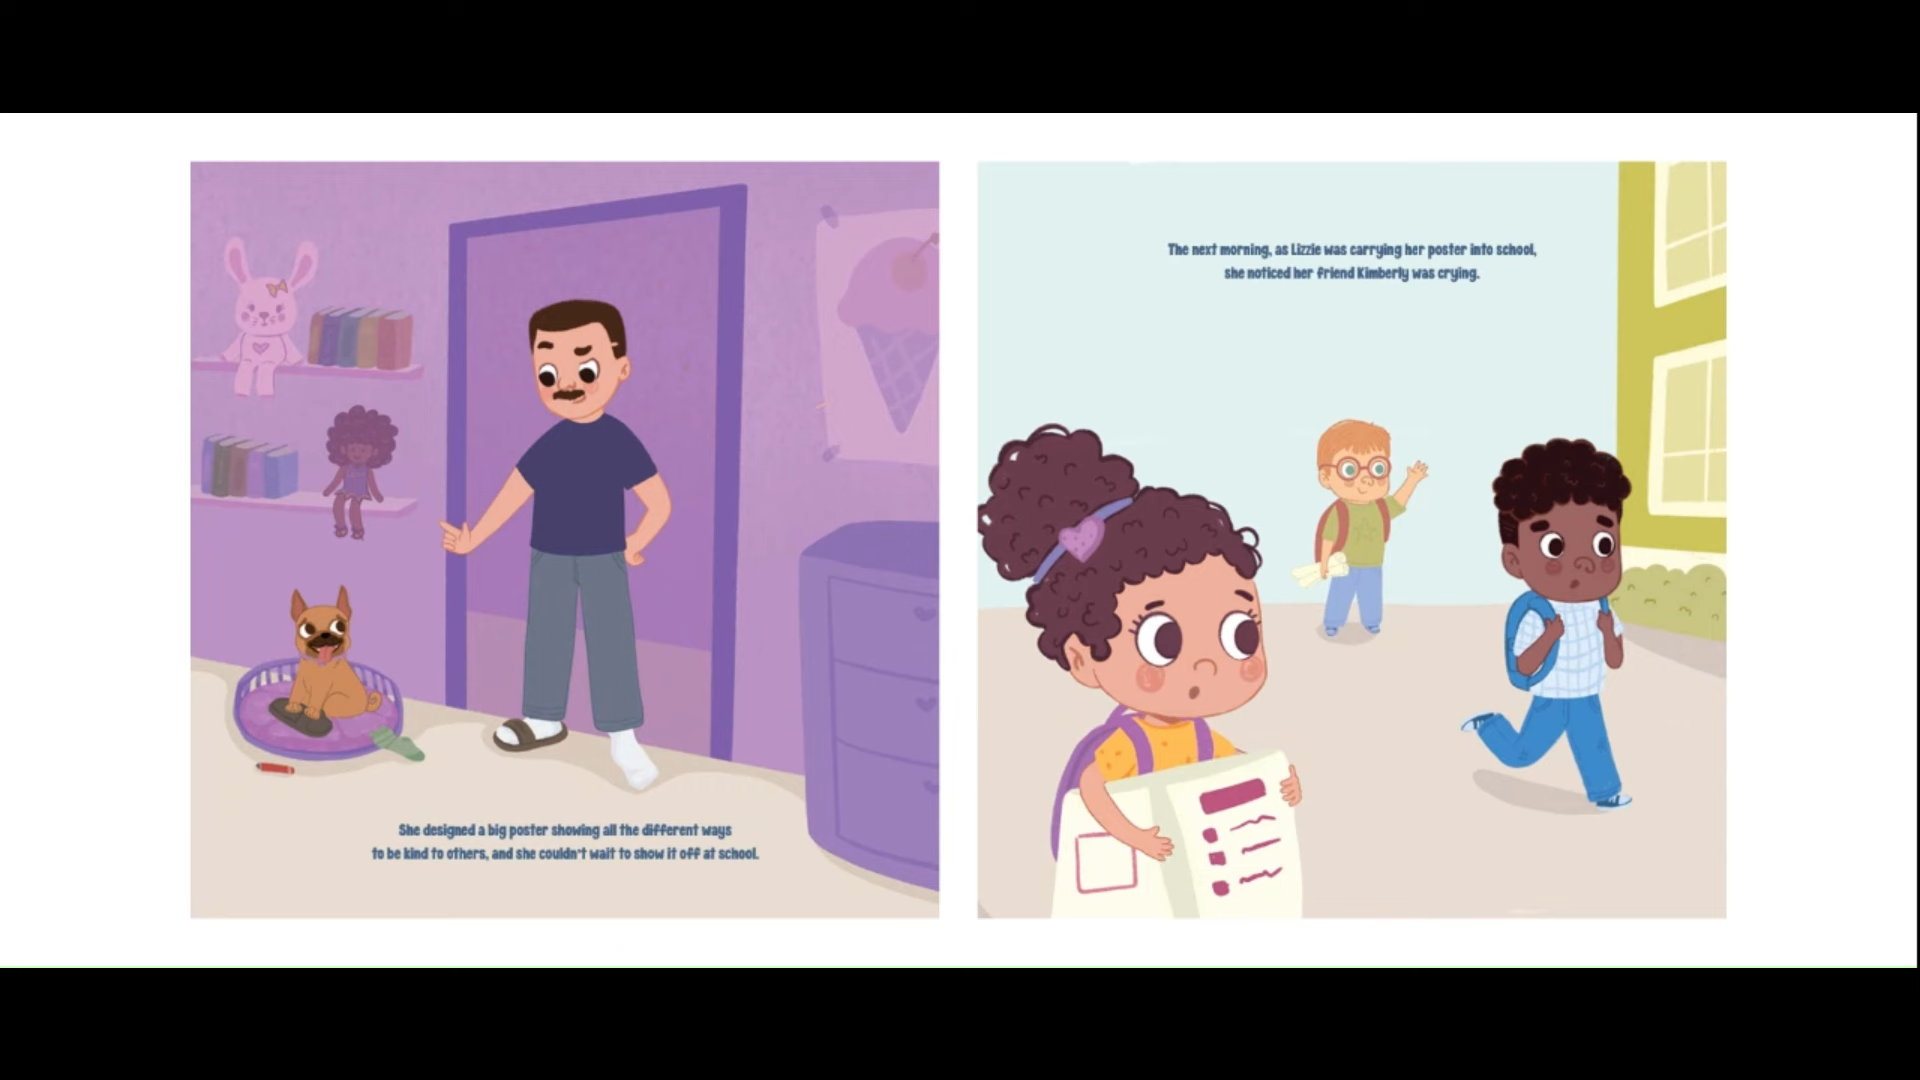 She designed a big poster showing all the different ways
to be kind to others, and she couldn't wait to show it off at school.
The next morning, as Lizzie was carrying her poster into school,
she noticed her friend Kimberly was crying.